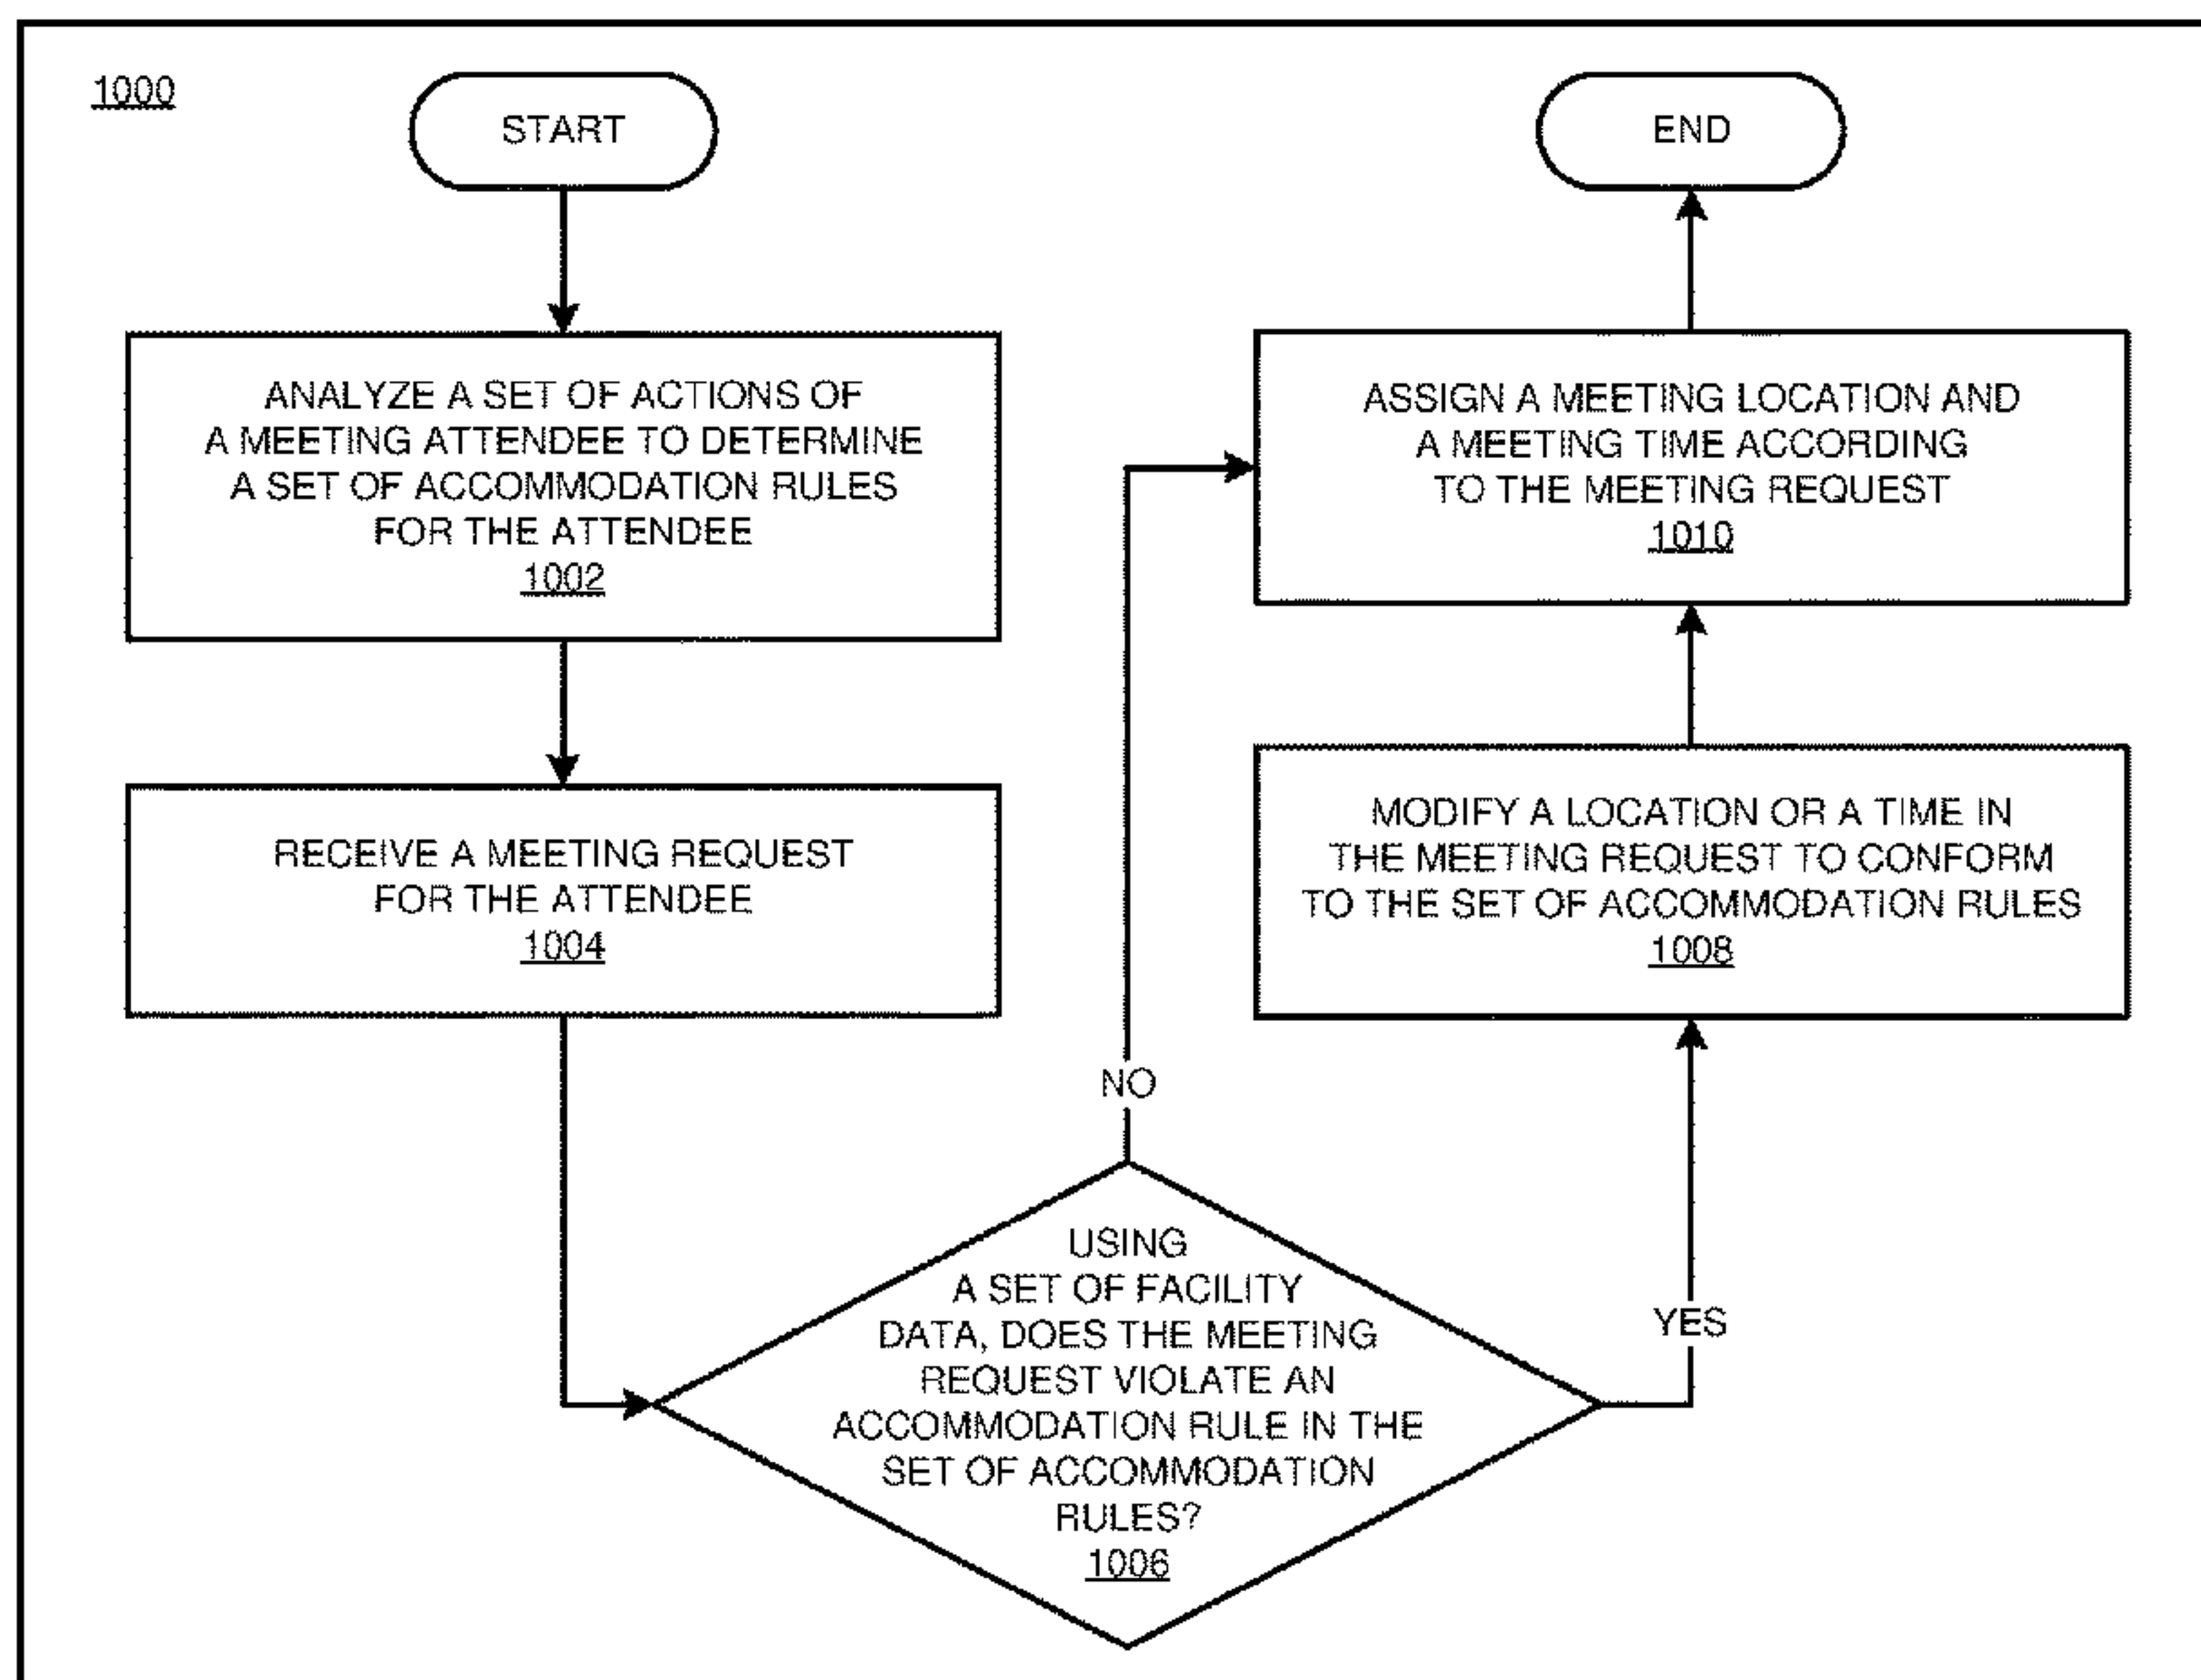 1000
START
ANALYZE A SET OF ACTIONS OF
A MEETING ATTENDEE TO DETERMINE
A SET OF ACCOMMODATION RULES
FOR THE ATTENDEE
1002
RECEIVE A MEETING REQUEST
FOR THE ATTENDEE
1004
USING
A SET OF FACILITY
DATA, DOES THE MEETING
REQUEST VIOLATE AN
ACCOMMODATION RULE IN THE
SET OF ACCOMMODATION
RULES?
1006
NO
YES
MODIFY A LOCATION OR A TIME IN
THE MEETING REQUEST TO CONFORM
TO THE SET OF ACCOMMODATION RULES
1008
ASSIGN A MEETING LOCATION AND
A MEETING TIME ACCORDING
TO THE MEETING REQUEST
1010
END